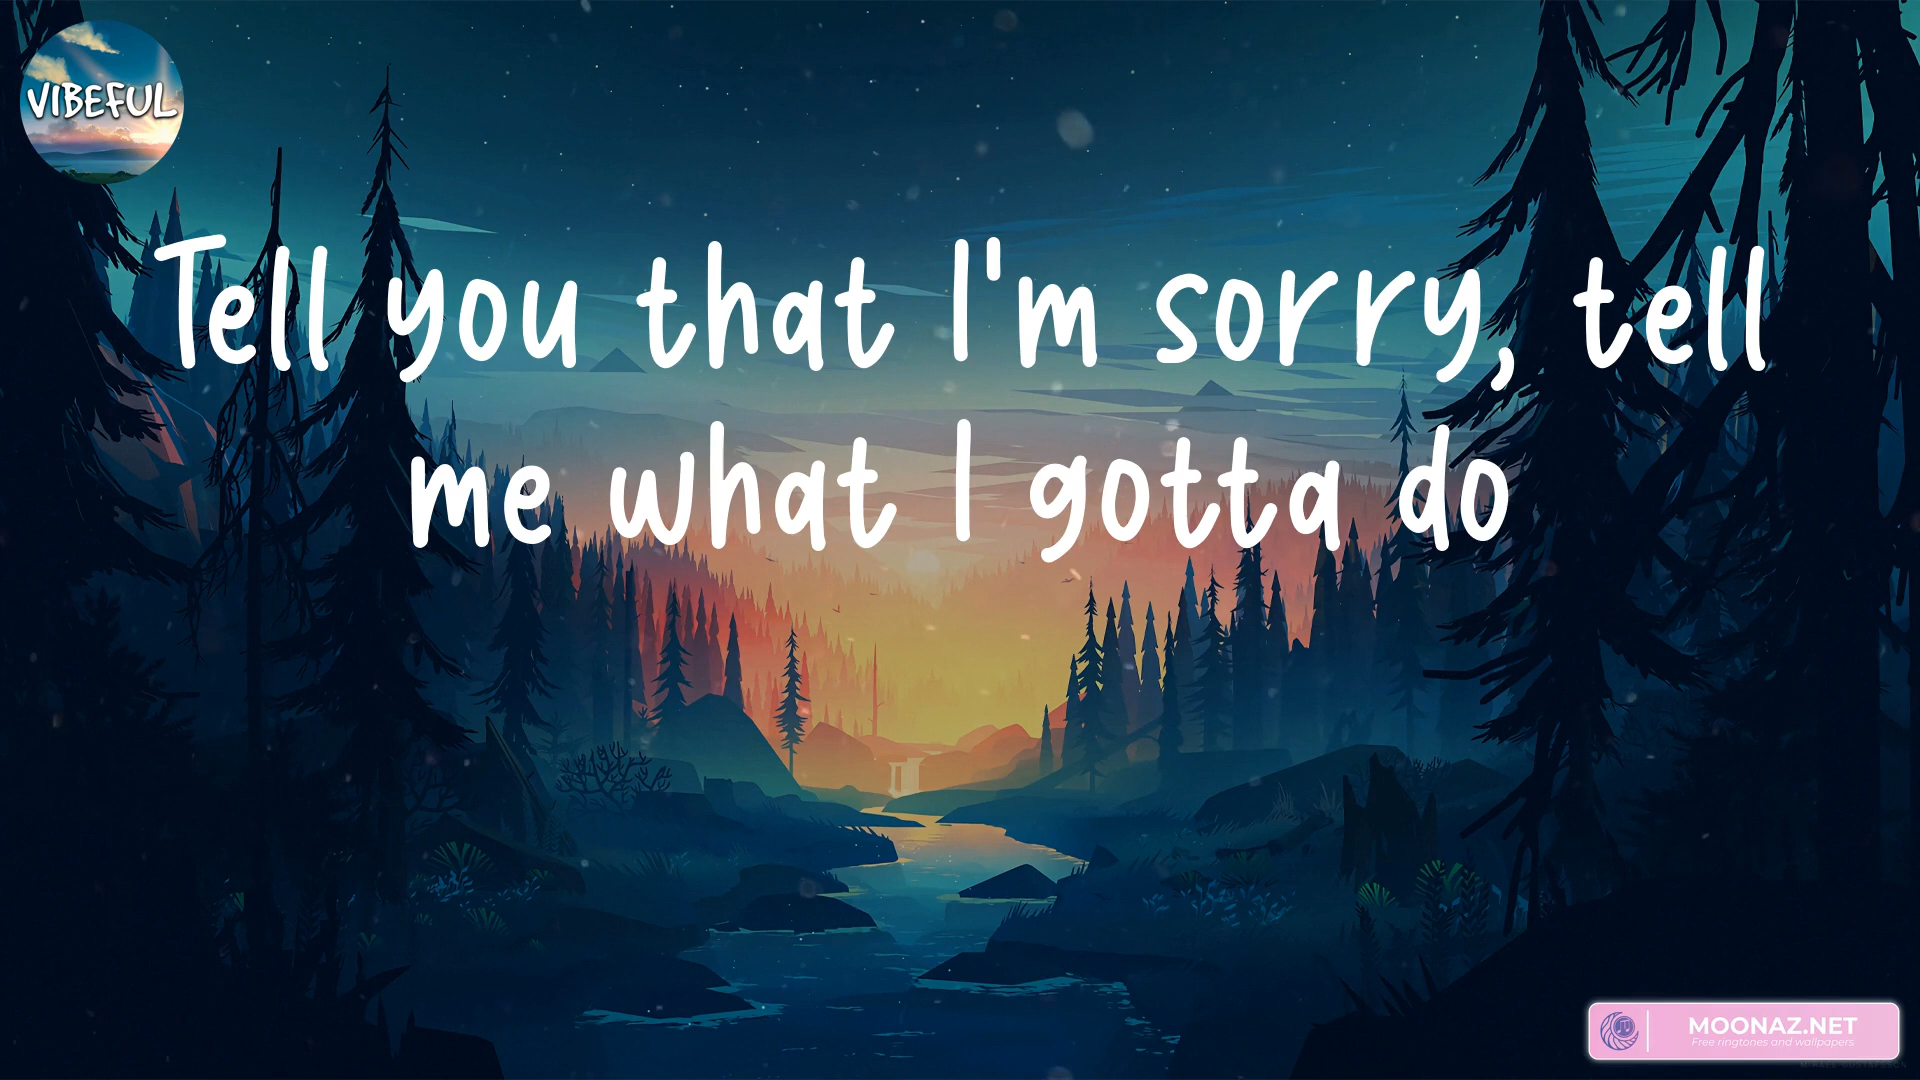 VIBEFUL
Tell you that I'm sorry, tell
me what I gotta do
MOONAZ.NET
Free ringtones and wallpapers